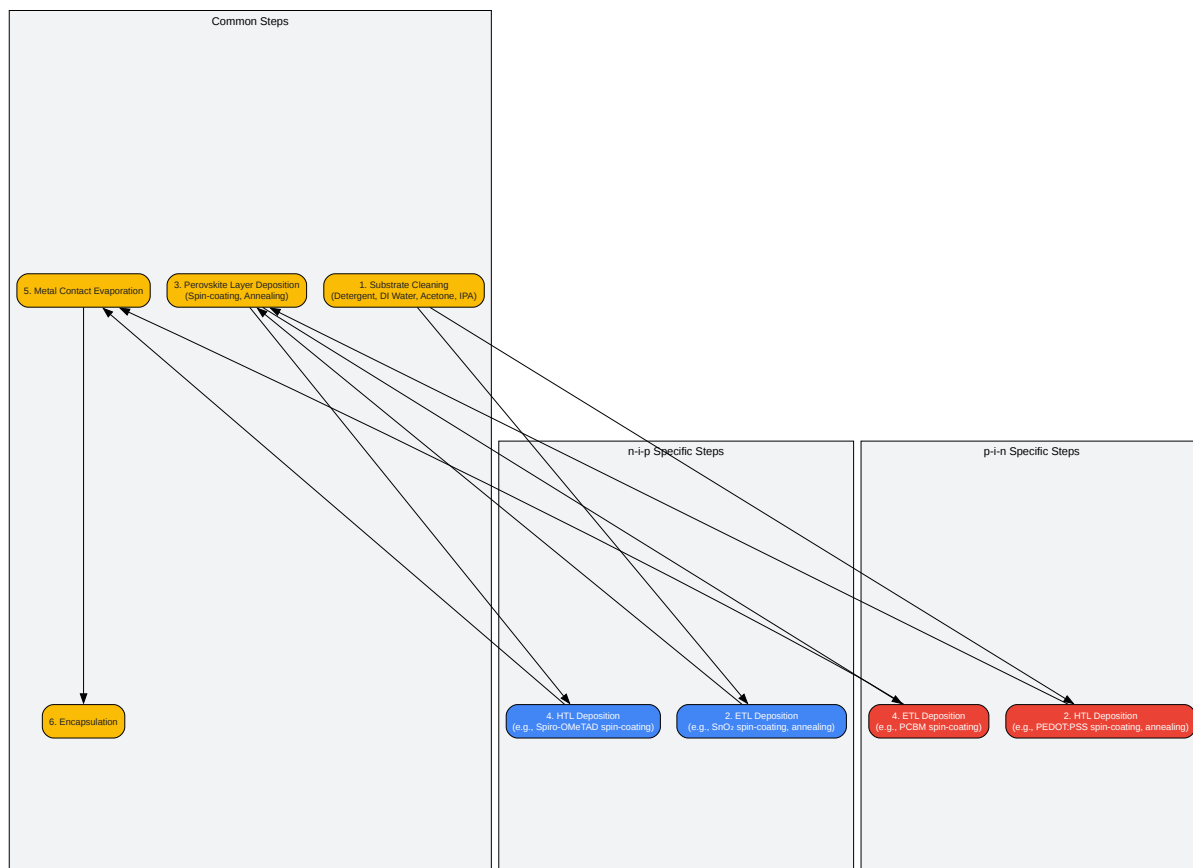 Common Steps
5. Metal Contact Evaporation
3. Perovskite Layer Deposition
(Spin-coating, Annealing)
1. Substrate Cleaning
(Detergent, DI Water, Acetone, IPA)
n-i-p Specific Steps
p-i-n Specific Steps
6. Encapsulation
4. HTL Deposition
(e.g., Spiro-OMeTAD spin-coating)
2. ETL Deposition
(e.g., SnO₂ spin-coating, annealing)
4. ETL Deposition
(e.g., PCBM spin-coating)
2. HTL Deposition
(e.g., PEDOT:PSS spin-coating, annealing)